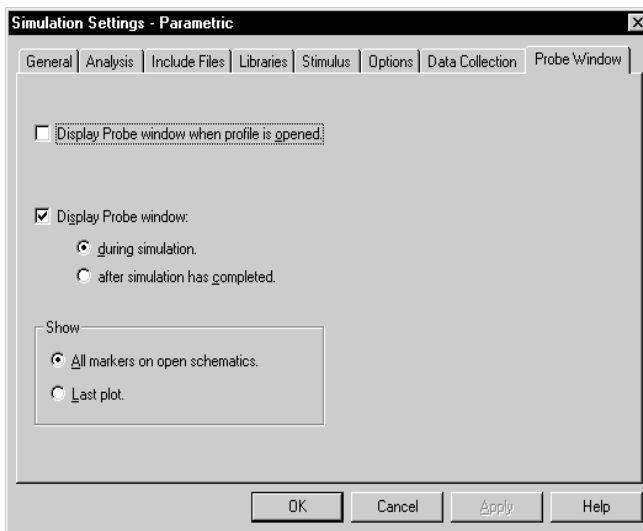 Simulation Settings - Parametric
General Analysis Include Files Libraries Stimulus Options Data Collection Probe Window
Display Probe window when profile is opened.
Display Probe window:
during simulation.
after simulation has completed.
Show
All markers on open schematics.
Last plot.
OK Cancel Apply Help